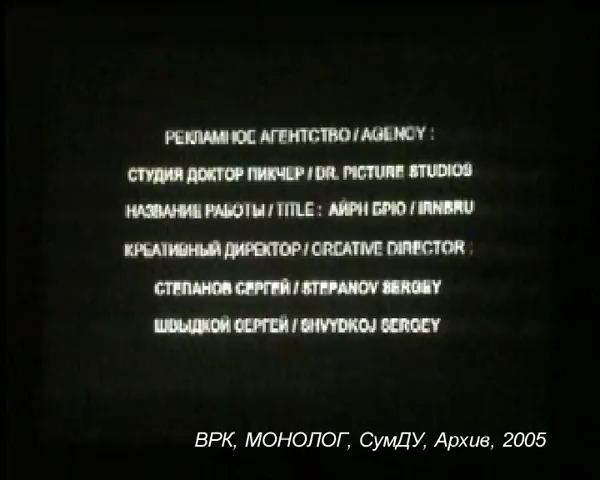 РЕКЛАМНОЕ АГЕНТСТВО / AGENCY :
СТУДИЯ ДОКТОР ПИКЧЕР / DR. PICTURE STUDIOS
НАЗВАНИЕ РАБОТЫ / TITLE : АЙРН БРЮ / IRNBRU
КРЕАТИВНЫЙ ДИРЕКТОР / CREATIVE DIRECTOR :
СТЕПАНОВ СЕРГЕЙ / STEPANOV SERGEY
ШВЫДКОЙ СЕРГЕЙ / SHVYDKOJ SERGEY
ВРК, МОНОЛОГ, СумДУ, Архив, 2005